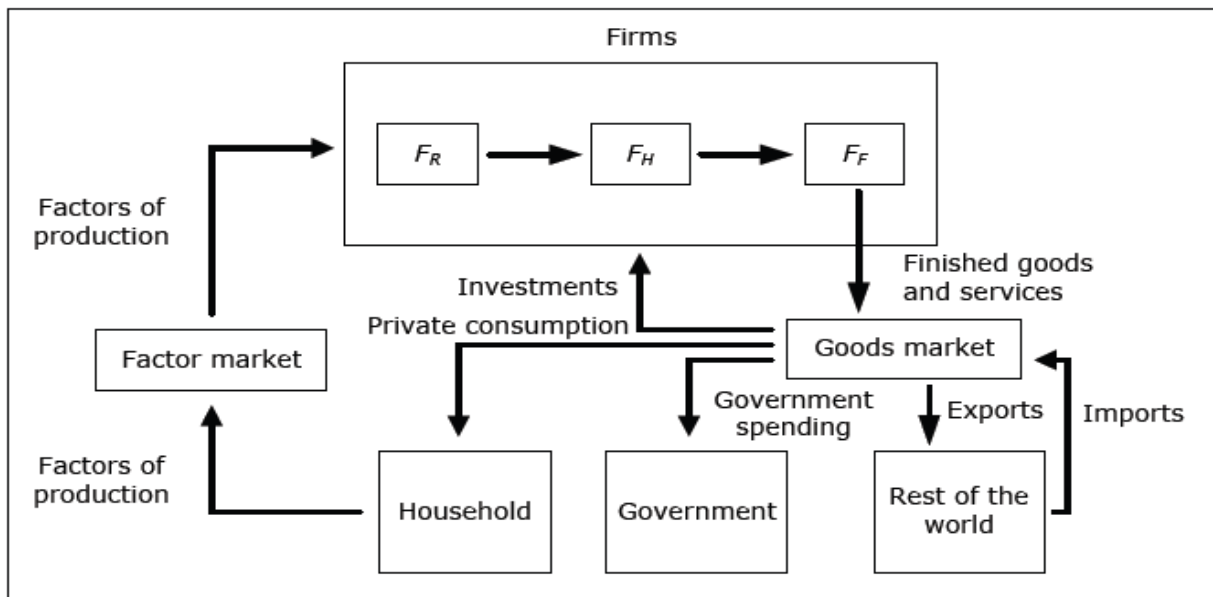 Firms
F_R
F_H
F_F
Factors of
production
Finished goods
and services
Investments
Private consumption
Factor market
Goods market
Government
spending
Exports
Imports
Factors of
production
Household
Government
Rest of the
world